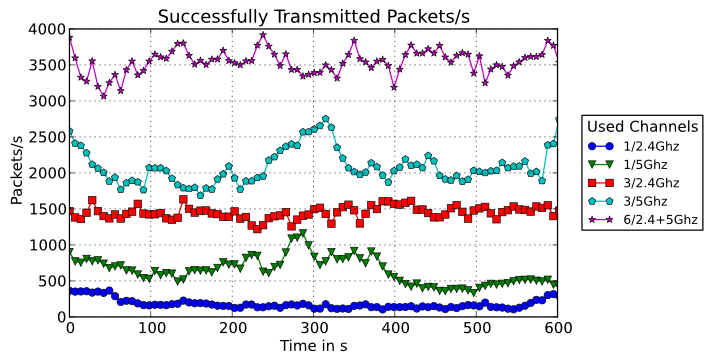 Successfully Transmitted Packets/s
4000
3500
3000
2500
2000
1500
1000
500
0
Packets/s
0 100 200 300 400 500 600
Time in s
Used Channels
1/2.4Ghz
1/5Ghz
3/2.4Ghz
3/5Ghz
6/2.4+5Ghz